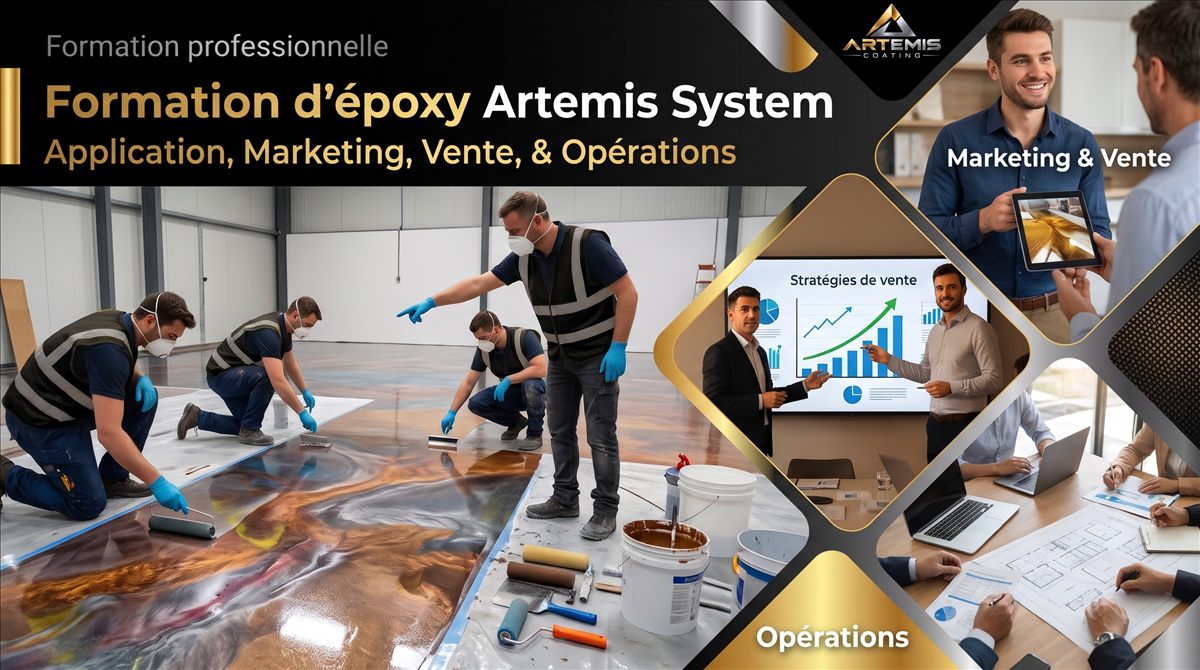 Formation professionnelle
Formation d'époxy Artemis System
Application, Marketing, Vente, & Opérations
ARTEMIS
COATING
Marketing & Vente
Stratégies de vente
Opérations